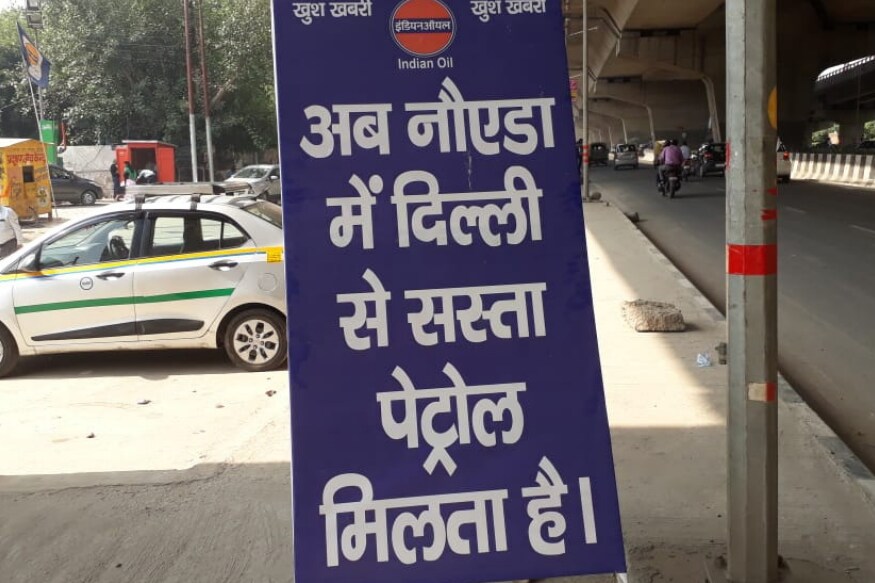 खुश खबरी खुश खबरी
इंडियनऑयल
Indian Oil
अब नौएडा
में दिल्ली
से सस्ता
पेट्रोल
मिलता है।